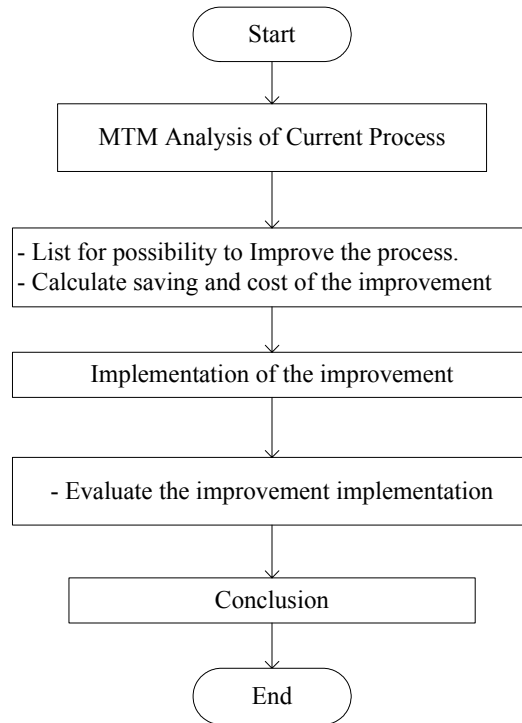 Start
MTM Analysis of Current Process
- List for possibility to Improve the process.
- Calculate saving and cost of the improvement
Implementation of the improvement
- Evaluate the improvement implementation
Conclusion
End